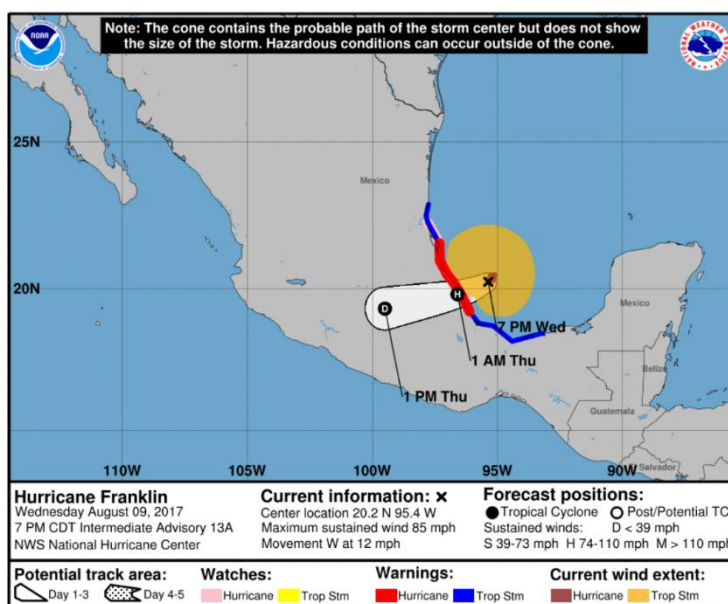 Note: The cone contains the probable path of the storm center but does not show
the size of the storm. Hazardous conditions can occur outside of the cone.
NOAA
25N
Mexico
20N
D
H
7 PM Wed
Mexico
1 AM Thu
Belize
1 PM Thu
Guatemala
El Salvador
110W
105W
100W
95W
90W
Hurricane Franklin
Wednesday August 09, 2017
7 PM CDT Intermediate Advisory 13A
NWS National Hurricane Center
Current information: ×
Center location 20.2 N 95.4 W
Maximum sustained wind 85 mph
Movement W at 12 mph
Forecast positions:
● Tropical Cyclone ○ Post/Potential TC
Sustained winds: D < 39 mph
S 39-73 mph H 74-110 mph M > 110 mph
Potential track area:
Day 1-3 Day 4-5
Watches:
Hurricane Trop Stm
Warnings:
Hurricane Trop Stm
Current wind extent:
Hurricane Trop Stm